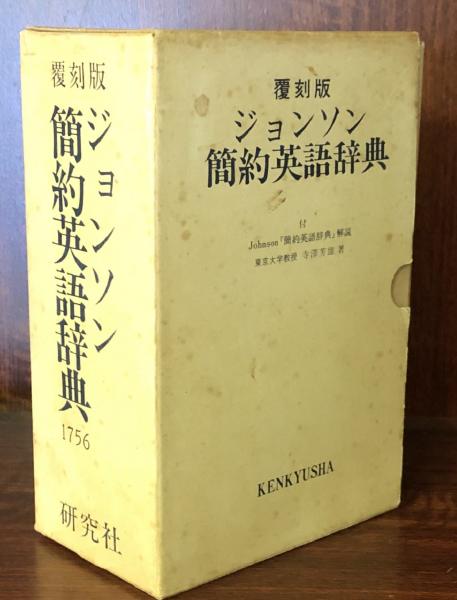 覆刻版
ジョンソン
簡約英語辞典
1756
研究社
覆刻版
ジョンソン
簡約英語辞典
付
Johnson「簡約英語辞典」解説
東京大学教授 寺澤芳雄 著
KENKYUSHA